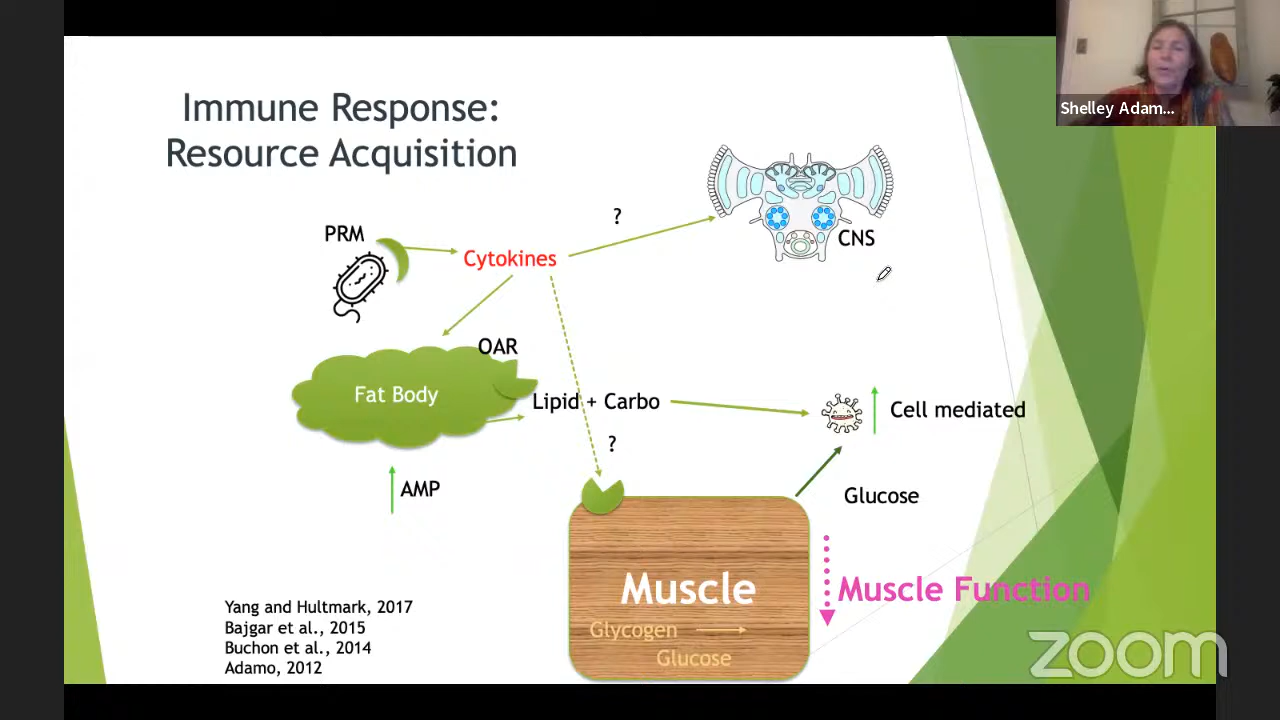 Immune Response:
Resource Acquisition
Shelley Adam...
PRM
Cytokines
?
CNS
OAR
Fat Body
Lipid + Carbo
Cell mediated
?
AMP
Glucose
Muscle
Muscle Function
Glycogen
Glucose
Yang and Hultmark, 2017
Bajgar et al., 2015
Buchon et al., 2014
Adamo, 2012
zoom